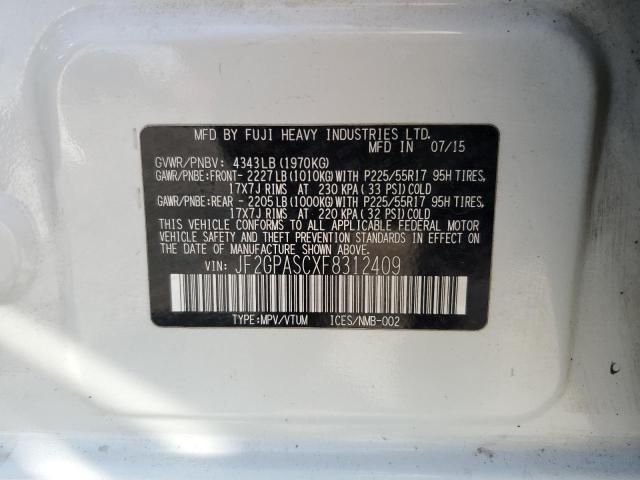 MFD BY FUJI HEAVY INDUSTRIES LTD.
MFD IN 07/15
GVWR/PNBV: 4343LB(1970KG)
GAWR/PNBE:FRONT- 2227LB(1010KG)WITH P225/55R17 95H TIRES,
17X7J RIMS AT 230 KPA(33 PSI)COLD
GAWR/PNBE:REAR - 2205LB(1000KG)WITH P225/55R17 95H TIRES,
17X7J RIMS AT 220 KPA(32 PSI)COLD
THIS VEHICLE CONFORMS TO ALL APPLICABLE FEDERAL MOTOR
VEHICLE SAFETY AND THEFT PREVENTION STANDARDS IN EFFECT
ON THE DATE OF MANUFACTURE SHOWN ABOVE.
VIN: JF2GPASCXF8312409
TYPE:MPV/VTUM ICES/NMB-002